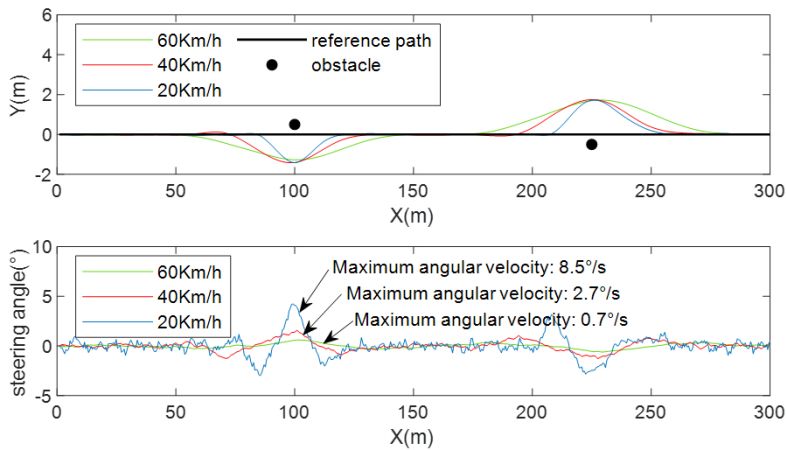 6
4
2
0
-2
Y(m)
60Km/h
40Km/h
20Km/h
reference path
obstacle
0 50 100 150 200 250 300
X(m)
10
5
0
-5
steering angle(°)
60Km/h
40Km/h
20Km/h
Maximum angular velocity: 8.5°/s
Maximum angular velocity: 2.7°/s
Maximum angular velocity: 0.7°/s
0 50 100 150 200 250 300
X(m)